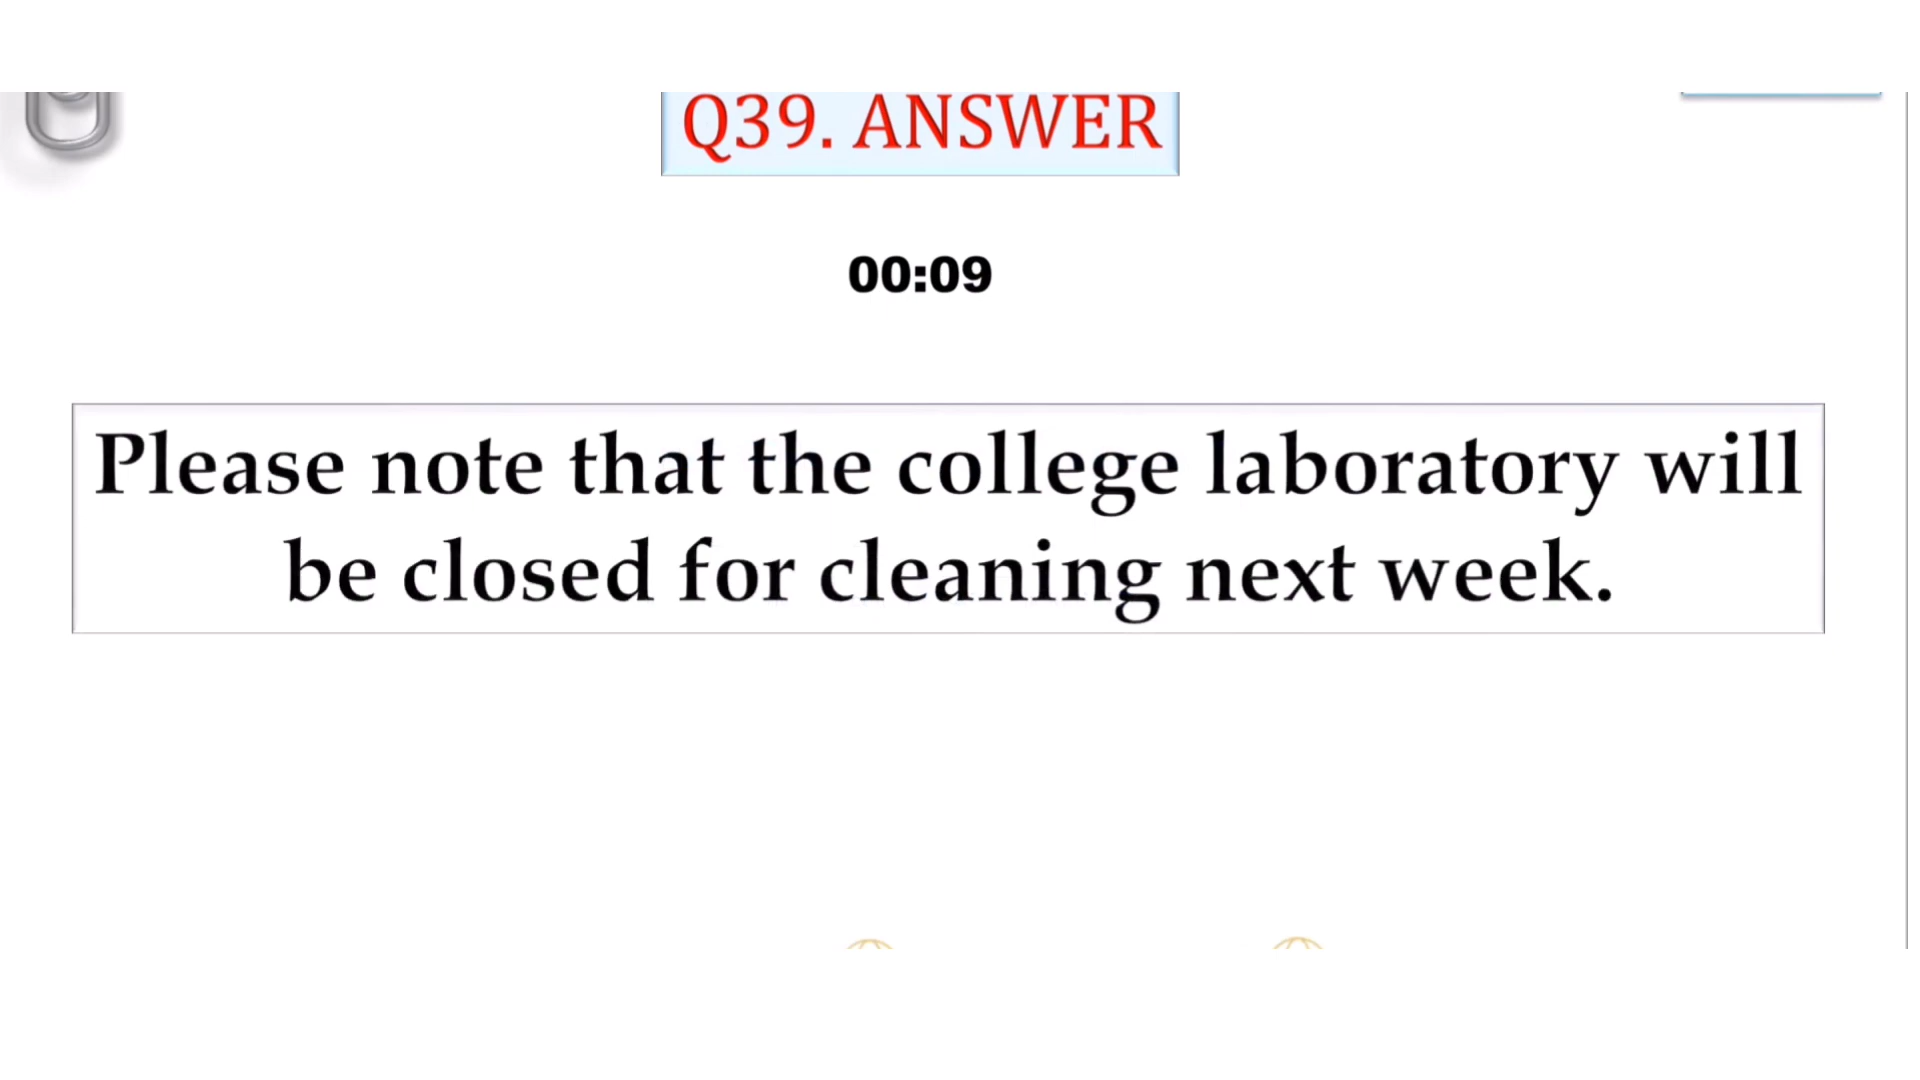 Q39. ANSWER
00:09
Please note that the college laboratory will
be closed for cleaning next week.